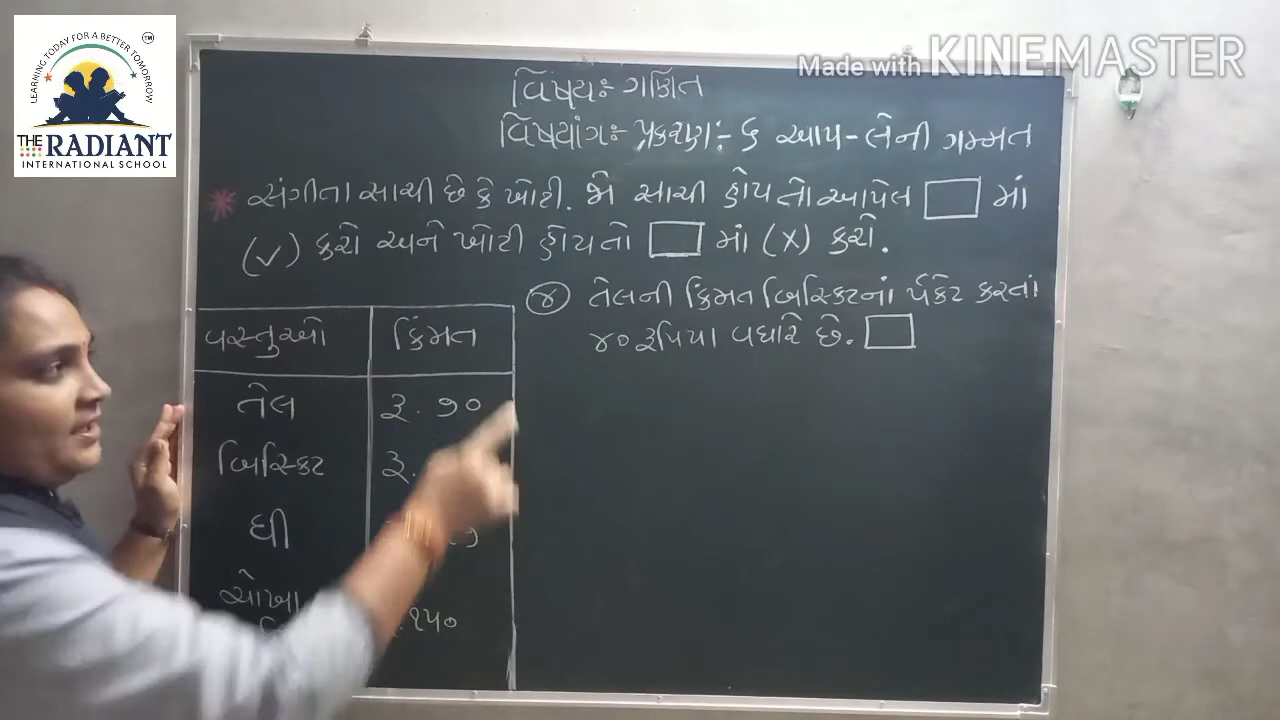 LEARNING TODAY FOR A BETTER TOMORROW
TM
THE RADIANT
INTERNATIONAL SCHOOL
Made with KINEMASTER
વિષયઃ ગણિત
વિષયાંગઃ- પ્રકરણઃ- ૬ આપ - લેની ગમ્મત
* સંગીતા સાચી છે કે ખોટી. જો સાચી હોય તો આપેલ □ માં
(✓) કરો અને ખોટી હોય તો □ માં (X) કરો.
૪ તેલની કિંમત બિસ્કિટનાં પેકેટ કરતાં
૪૦ રૂપિયા વધારે છે. □
વસ્તુઓ કિંમત
તેલ રૂ. ૭૦
બિસ્કિટ રૂ.
ઘી
ચોખા
૧૫૦